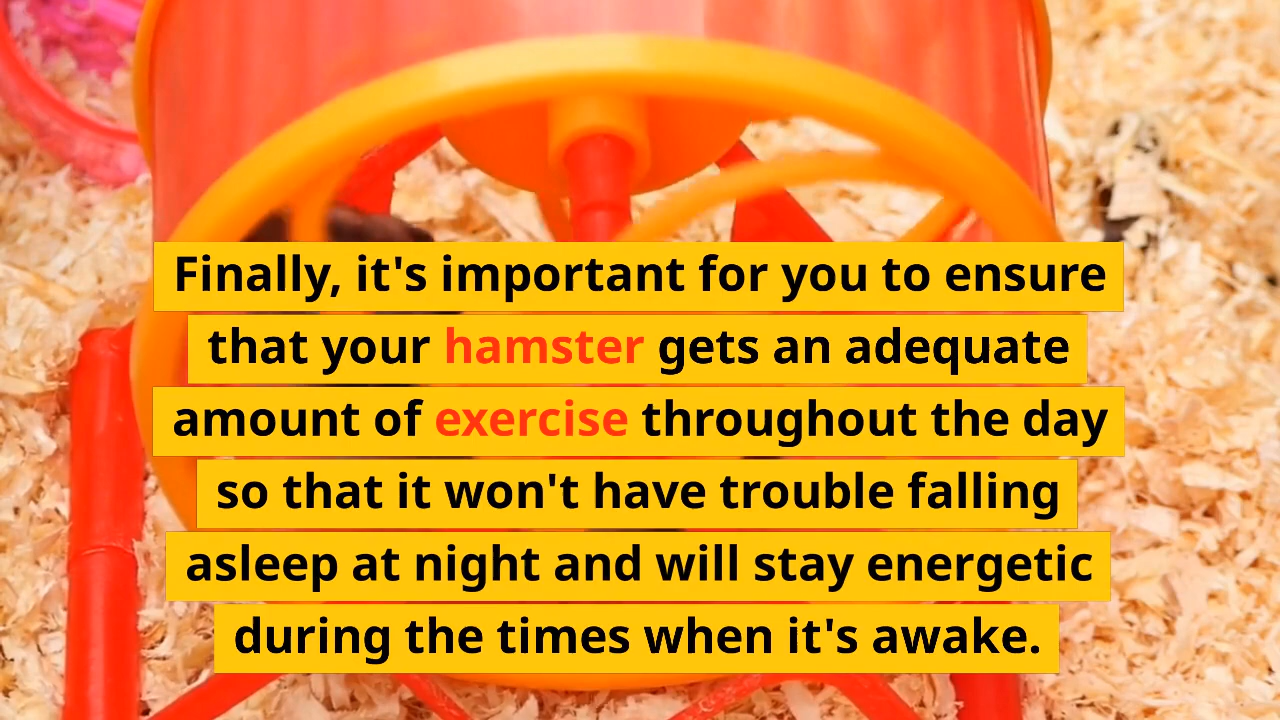 Finally, it's important for you to ensure
that your hamster gets an adequate
amount of exercise throughout the day
so that it won't have trouble falling
asleep at night and will stay energetic
during the times when it's awake.